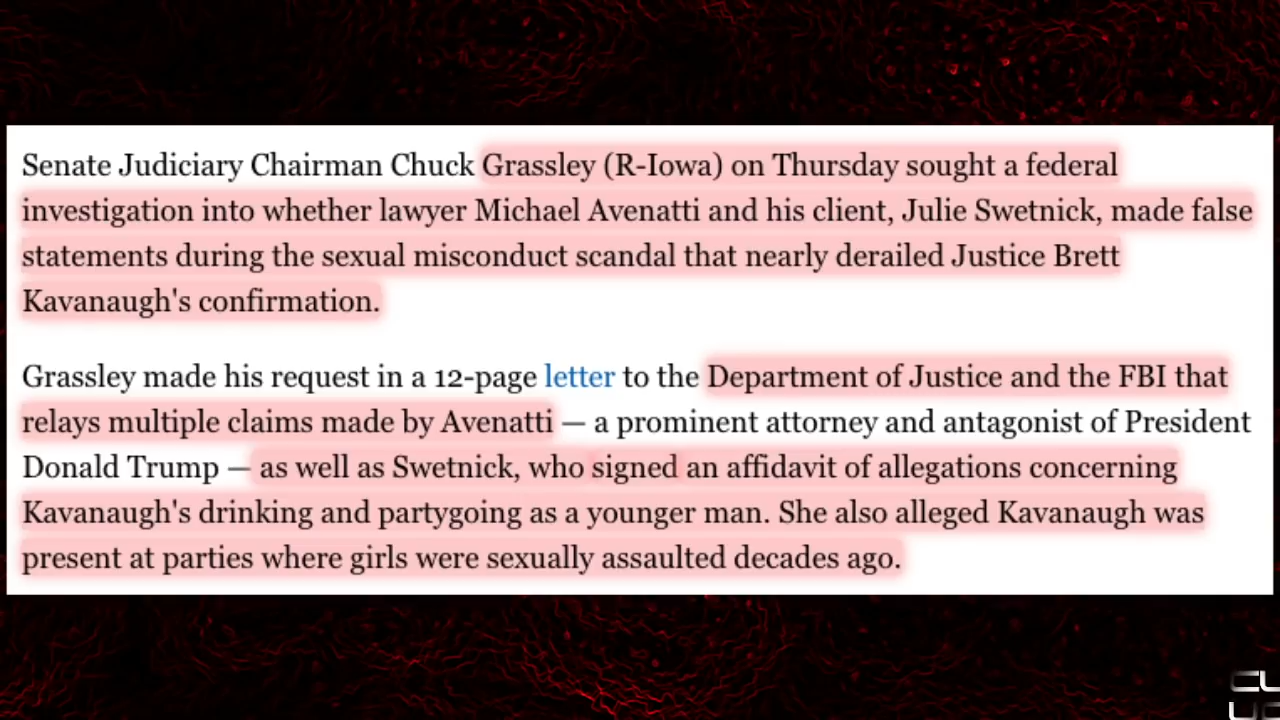 Senate Judiciary Chairman Chuck Grassley (R-Iowa) on Thursday sought a federal
investigation into whether lawyer Michael Avenatti and his client, Julie Swetnick, made false
statements during the sexual misconduct scandal that nearly derailed Justice Brett
Kavanaugh's confirmation.
Grassley made his request in a 12-page letter to the Department of Justice and the FBI that
relays multiple claims made by Avenatti — a prominent attorney and antagonist of President
Donald Trump — as well as Swetnick, who signed an affidavit of allegations concerning
Kavanaugh's drinking and partygoing as a younger man. She also alleged Kavanaugh was
present at parties where girls were sexually assaulted decades ago.